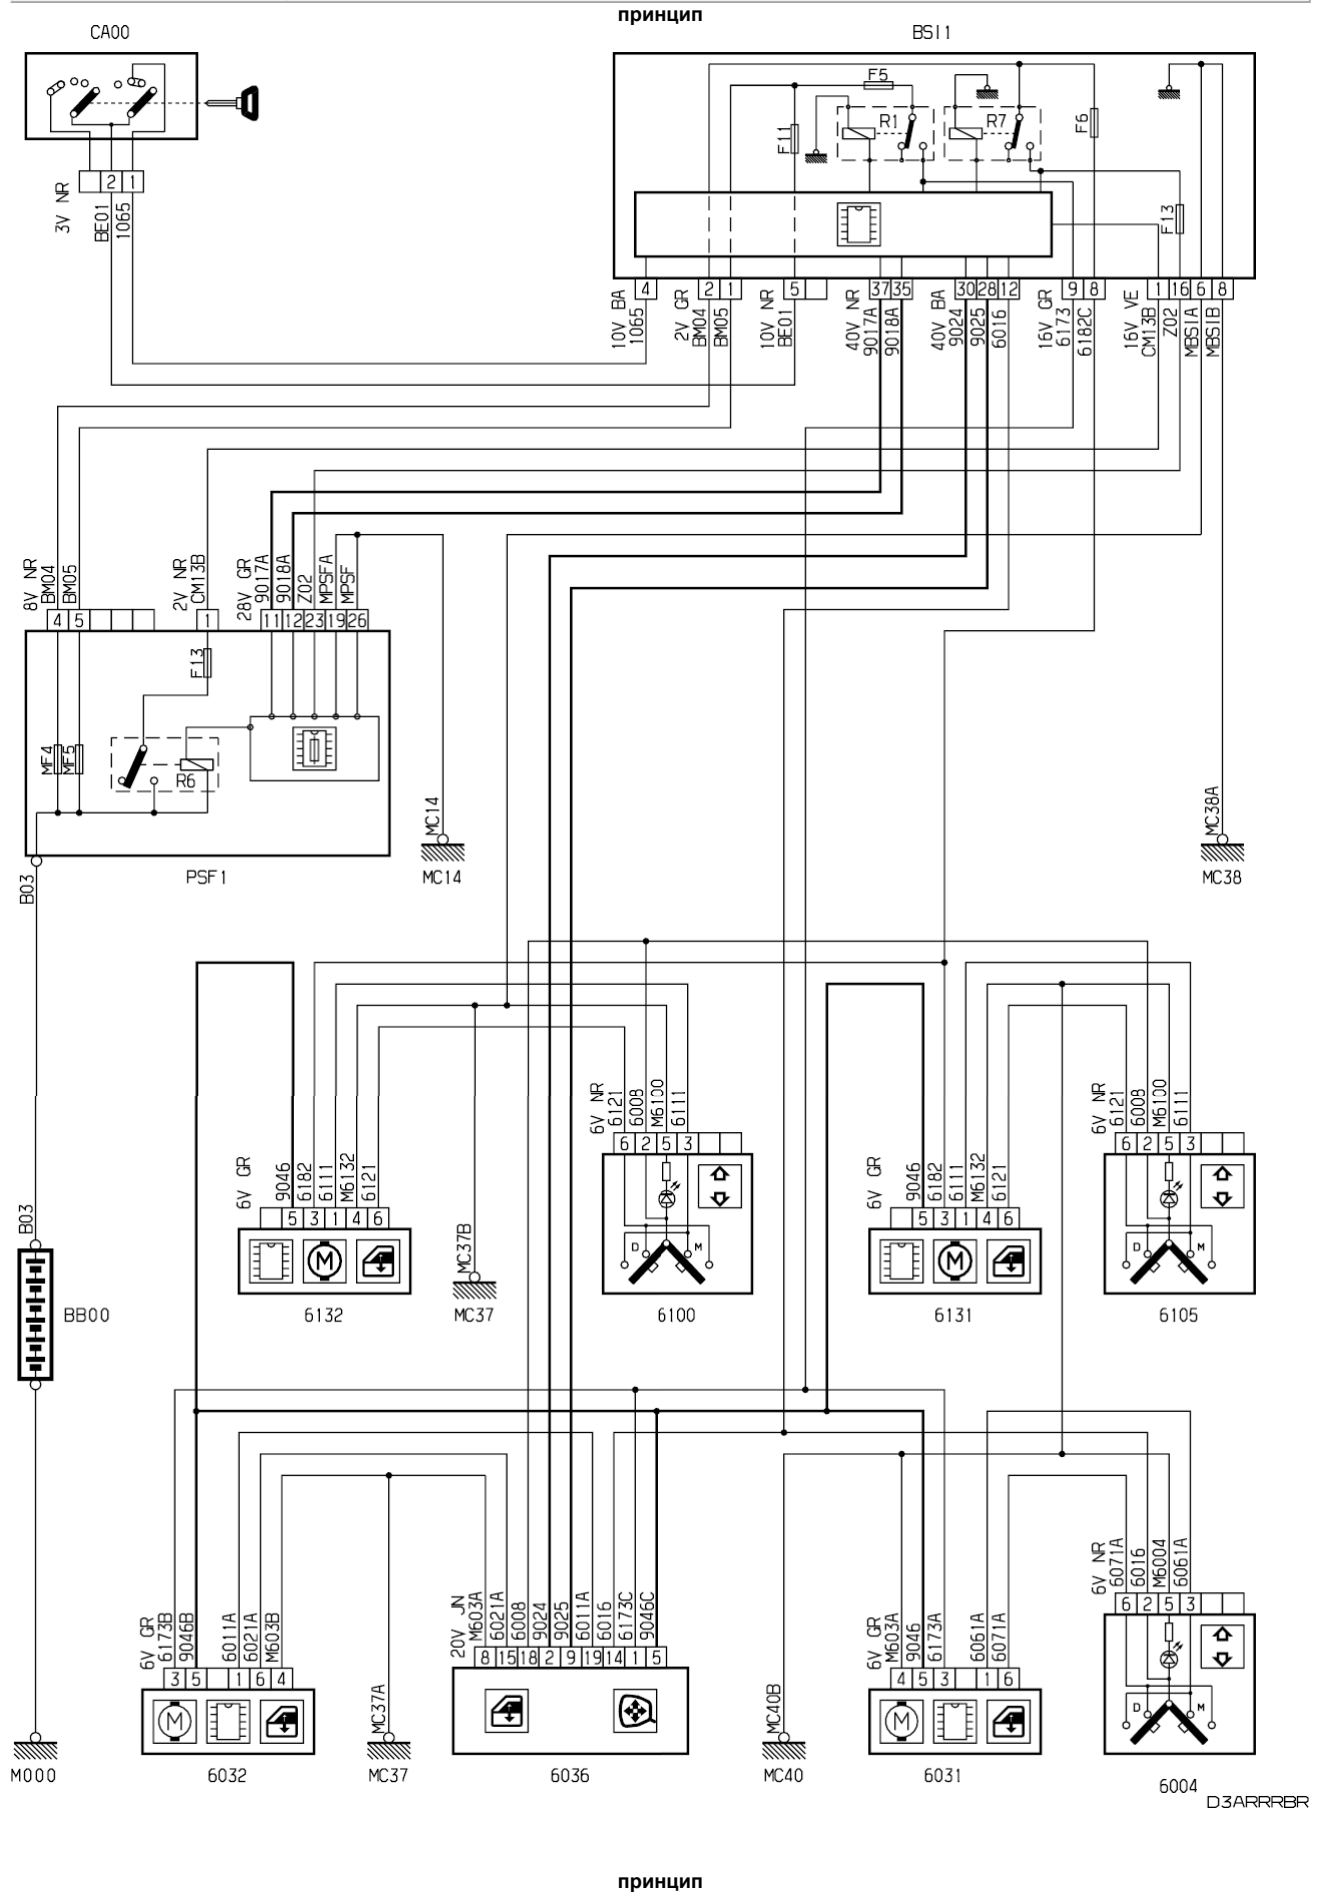 принцип
CA00
BSI1
F5
F11
R1
R7
F6
F13
3V NR
2
1
BE01
1065
4
2
1
5
37
35
30
28
12
9
8
1
16
6
8
10V BA
1065
2V GR
BM04
BM05
10V NR
BE01
40V NR
9017A
9018A
40V BA
9024
9025
6016
16V GR
6173
6182C
16V VE
CM13B
Z02
MBSIA
MBSIB
8V NR
BM04
BM05
2V NR
CM13B
28V GR
9017A
9018A
Z02
MPSFA
MPSF
4
5
1
11
12
23
19
26
F13
MF4
MF5
R6
PSF1
B03
MC14
MC14
MC38A
MC38
B03
BB00
M000
6V GR
9046
6182
6111
M6132
6121
5
3
1
4
6
M
6132
MC37B
MC37
6V NR
6121
600B
M6100
6111
6
2
5
3
D
M
6100
6V GR
9046
6182
6111
M6132
6121
5
3
1
4
6
M
6131
6V NR
6121
600B
M6100
6111
6
2
5
3
D
M
6105
6V GR
6173B
9046B
6011A
6021A
M603B
3
5
1
6
4
M
6032
MC37A
MC37
20V JN
M603A
6021A
6008
9024
9025
6011A
6016
6173C
9046C
8
15
18
2
9
19
14
1
5
6036
MC40B
MC40
6V GR
M603A
9046
6173A
6061A
6071A
4
5
3
1
6
M
6031
6V NR
6071A
6016
M6004
6061A
6
2
5
3
D
M
6004
D3ARRRBR
принцип